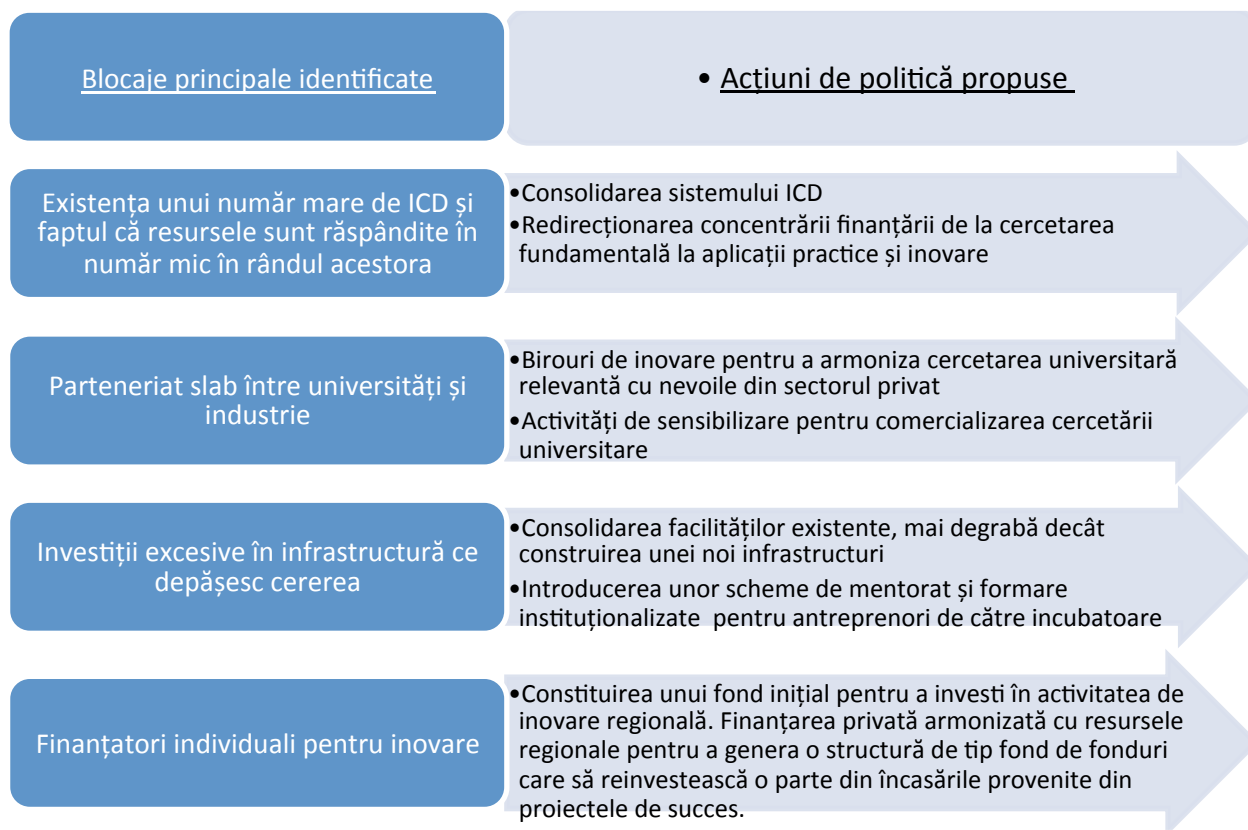 Blocaje principale identificate
• Acțiuni de politică propuse
Existența unui număr mare de ICD și
faptul că resursele sunt răspândite în
număr mic în rândul acestora
•Consolidarea sistemului ICD
•Redirecționarea concentrării finanțării de la cercetarea
fundamentală la aplicații practice și inovare
Parteneriat slab între universități și
industrie
•Birouri de inovare pentru a armoniza cercetarea universitară
relevantă cu nevoile din sectorul privat
•Activități de sensibilizare pentru comercializarea cercetării
universitare
Investiții excesive în infrastructură ce
depășesc cererea
•Consolidarea facilităților existente, mai degrabă decât
construirea unei noi infrastructuri
•Introducerea unor scheme de mentorat și formare
instituționalizate pentru antreprenori de către incubatoare
Finanțatori individuali pentru inovare
•Constituirea unui fond inițial pentru a investi în activitatea de
inovare regională. Finanțarea privată armonizată cu resursele
regionale pentru a genera o structură de tip fond de fonduri
care să reinvestească o parte din încasările provenite din
proiectele de succes.